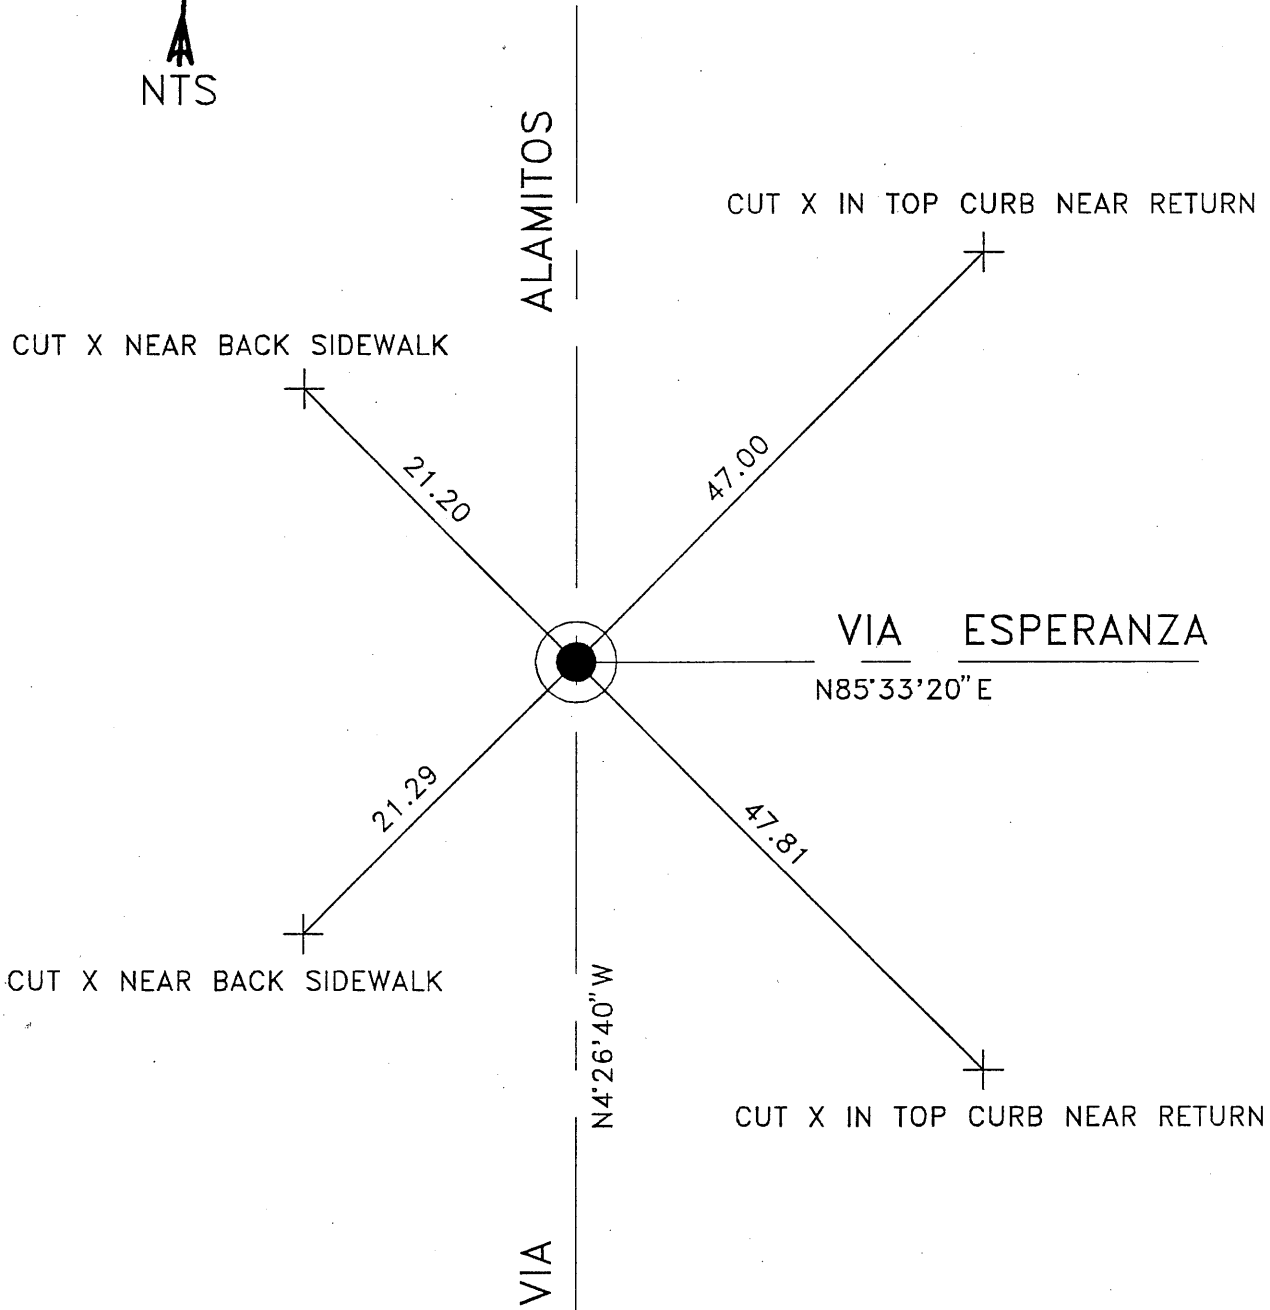 NTS
ALAMITOS
CUT X IN TOP CURB NEAR RETURN
CUT X NEAR BACK SIDEWALK
21.20
47.00
VIA ESPERANZA
N85°33'20"E
21.29
47.81
CUT X NEAR BACK SIDEWALK
N4°26'40"W
CUT X IN TOP CURB NEAR RETURN
VIA